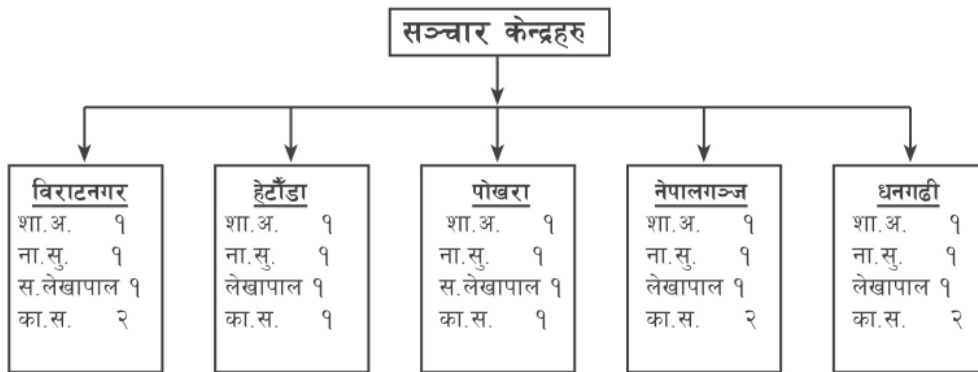 सञ्चार केन्द्रहरु
विराटनगर
शा.अ. १
ना.सु. १
स.लेखापाल १
का.स. २
हेटौंडा
शा.अ. १
ना.सु. १
लेखापाल १
का.स. १
पोखरा
शा.अ. १
ना.सु. १
स.लेखापाल १
का.स. १
नेपालगञ्ज
शा.अ. १
ना.सु. १
लेखापाल १
का.स. २
धनगढी
शा.अ. १
ना.सु. १
लेखापाल १
का.स. २